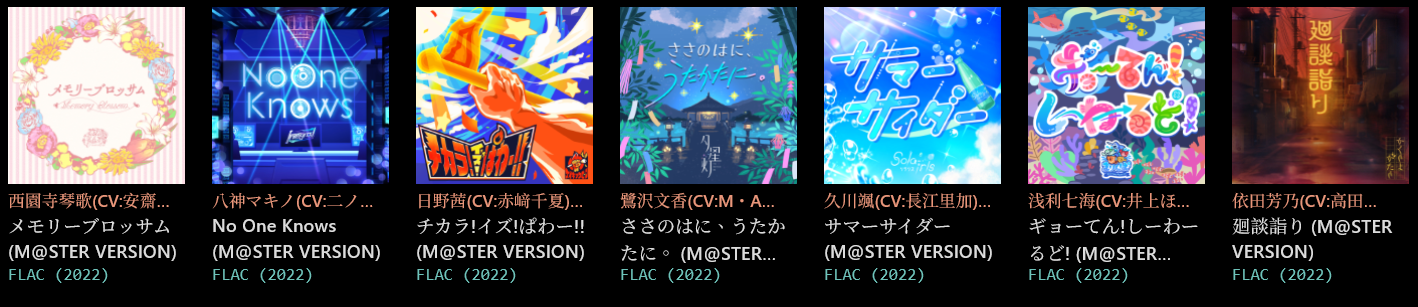 メモリーブロッサム
Memory Blossom
西園寺琴歌(CV:安齋...
メモリーブロッサム
(M@STER VERSION)
FLAC (2022)
NoOne
Knows
八神マキノ(CV:二ノ...
No One Knows
(M@STER VERSION)
FLAC (2022)
チカラ!イズ!ぱわー!!
日野茜(CV:赤﨑千夏)...
チカラ!イズ!ぱわー!!
(M@STER VERSION)
FLAC (2022)
ささのはに、
うたかたに。
鷺沢文香(CV:M・A...
ささのはに、うたか
たに。 (M@STER...
FLAC (2022)
サマー
サイダー
久川颯(CV:長江里加)...
サマーサイダー
(M@STER VERSION)
FLAC (2022)
ギョーてん!
しーわーるど!
浅利七海(CV:井上ほ...
ギョーてん!しーわー
るど! (M@STER...
FLAC (2022)
廻談詣り
依田芳乃(CV:高田...
廻談詣り (M@STER
VERSION)
FLAC (2022)